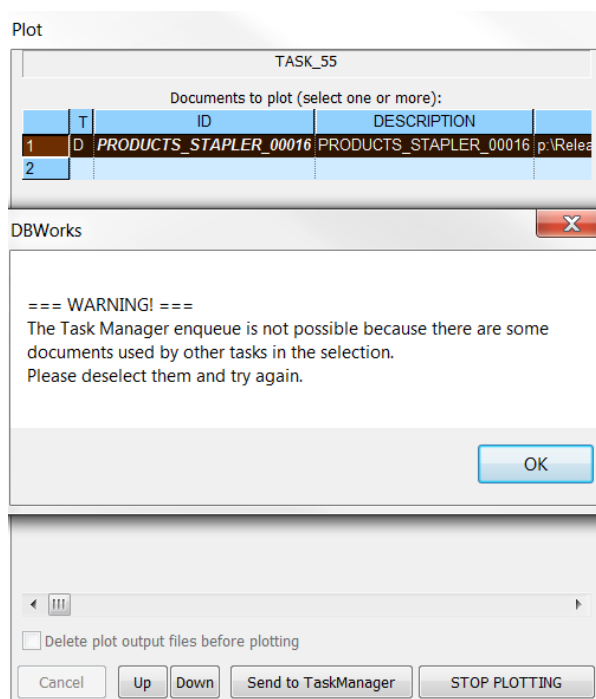 Plot
TASK_55
Documents to plot (select one or more):
T ID DESCRIPTION
1 D PRODUCTS_STAPLER_00016 PRODUCTS_STAPLER_00016 p:\Relea
2
DBWorks
=== WARNING! ===
The Task Manager enqueue is not possible because there are some
documents used by other tasks in the selection.
Please deselect them and try again.
OK
Delete plot output files before plotting
Cancel Up Down Send to TaskManager STOP PLOTTING